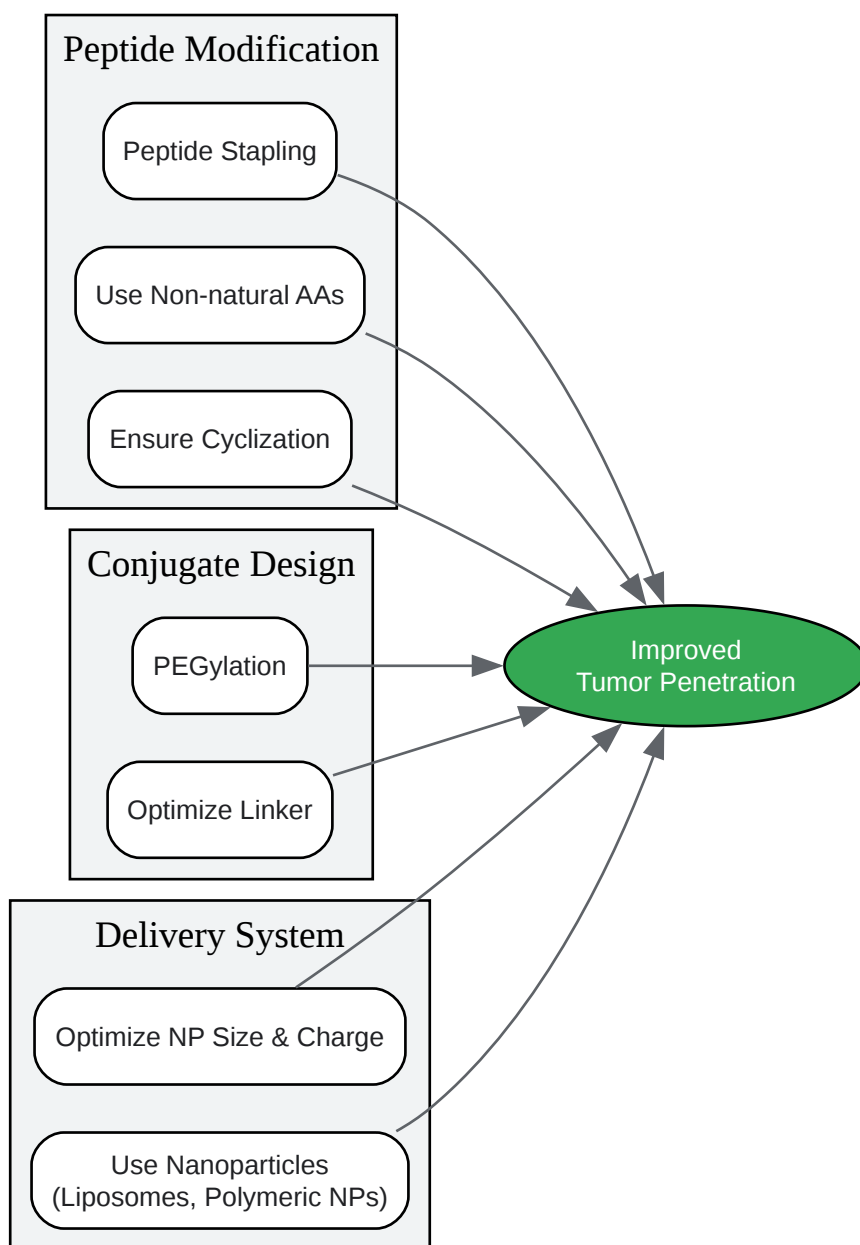 Peptide Modification
Peptide Stapling
Use Non-natural AAs
Ensure Cyclization
Conjugate Design
PEGylation
Optimize Linker
Improved
Tumor Penetration
Delivery System
Optimize NP Size & Charge
Use Nanoparticles
(Liposomes, Polymeric NPs)